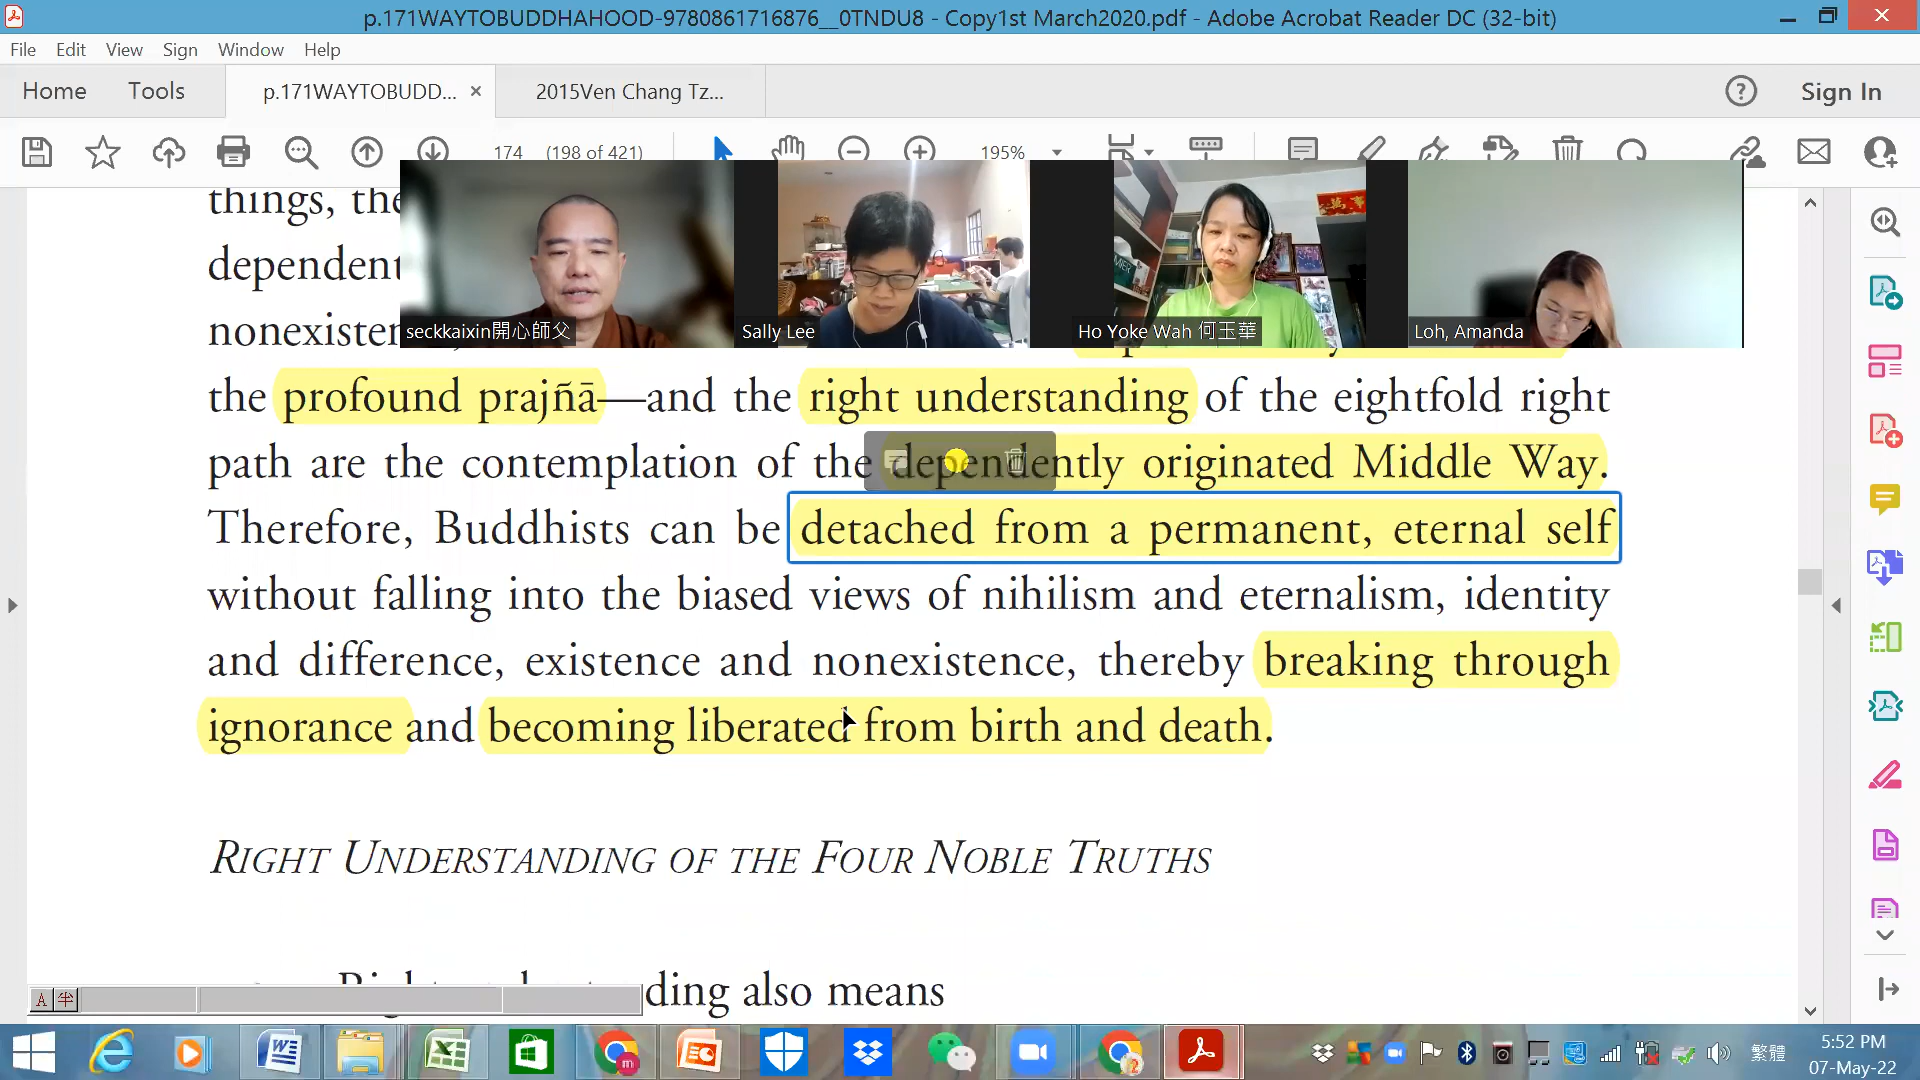 p.171WAYTOBUDDHAHOOD-9780861716876__0TNDU8 - Copy1st March2020.pdf - Adobe Acrobat Reader DC (32-bit)
File Edit View Sign Window Help
Home Tools p.171WAYTOBUDD... × 2015Ven Chang Tz... Sign In
174 (198 of 421) 195%
things, the
dependent
nonexisten
seckkaixin開心師父 Sally Lee Ho Yoke Wah 何玉華 Loh, Amanda
the profound prajñā—and the right understanding of the eightfold right
path are the contemplation of the dependently originated Middle Way.
Therefore, Buddhists can be detached from a permanent, eternal self
without falling into the biased views of nihilism and eternalism, identity
and difference, existence and nonexistence, thereby breaking through
ignorance and becoming liberated from birth and death.
RIGHT UNDERSTANDING OF THE FOUR NOBLE TRUTHS
ding also means
5:52 PM
繁體
07-May-22